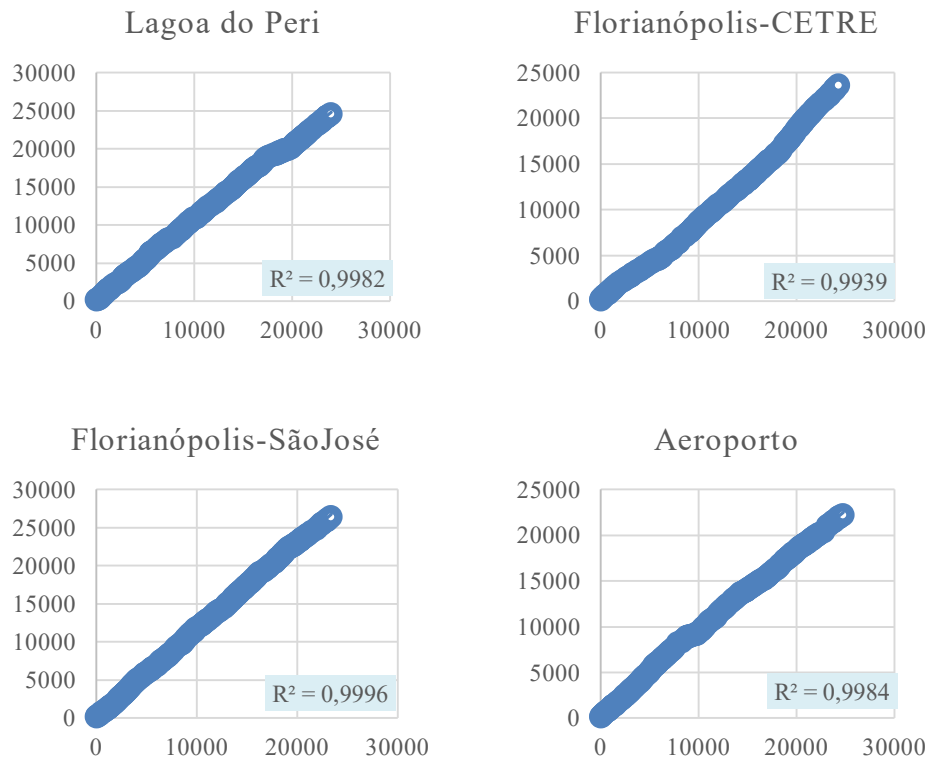 Lagoa do Peri
30000
25000
20000
15000
10000
5000
0
R² = 0,9982
0 10000 20000 30000
Florianópolis-CETRE
25000
20000
15000
10000
5000
0
R² = 0,9939
0 10000 20000 30000
Florianópolis-SãoJosé
30000
25000
20000
15000
10000
5000
0
R² = 0,9996
0 10000 20000 30000
Aeroporto
25000
20000
15000
10000
5000
0
R² = 0,9984
0 10000 20000 30000